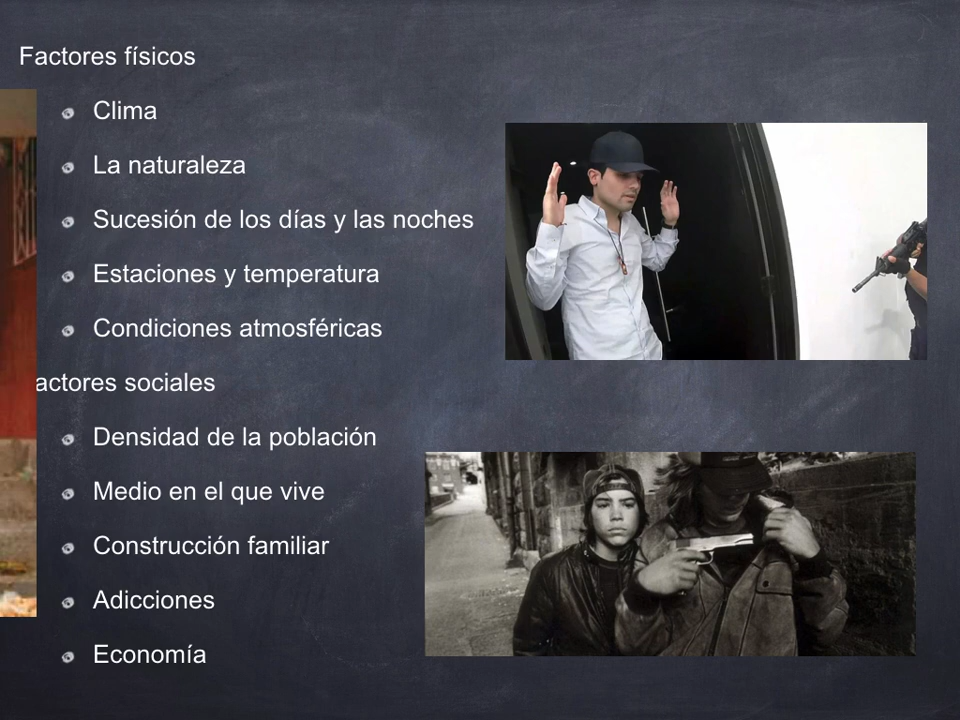 Factores físicos
Clima
La naturaleza
Sucesión de los días y las noches
Estaciones y temperatura
Condiciones atmosféricas
actores sociales
Densidad de la población
Medio en el que vive
Construcción familiar
Adicciones
Economía